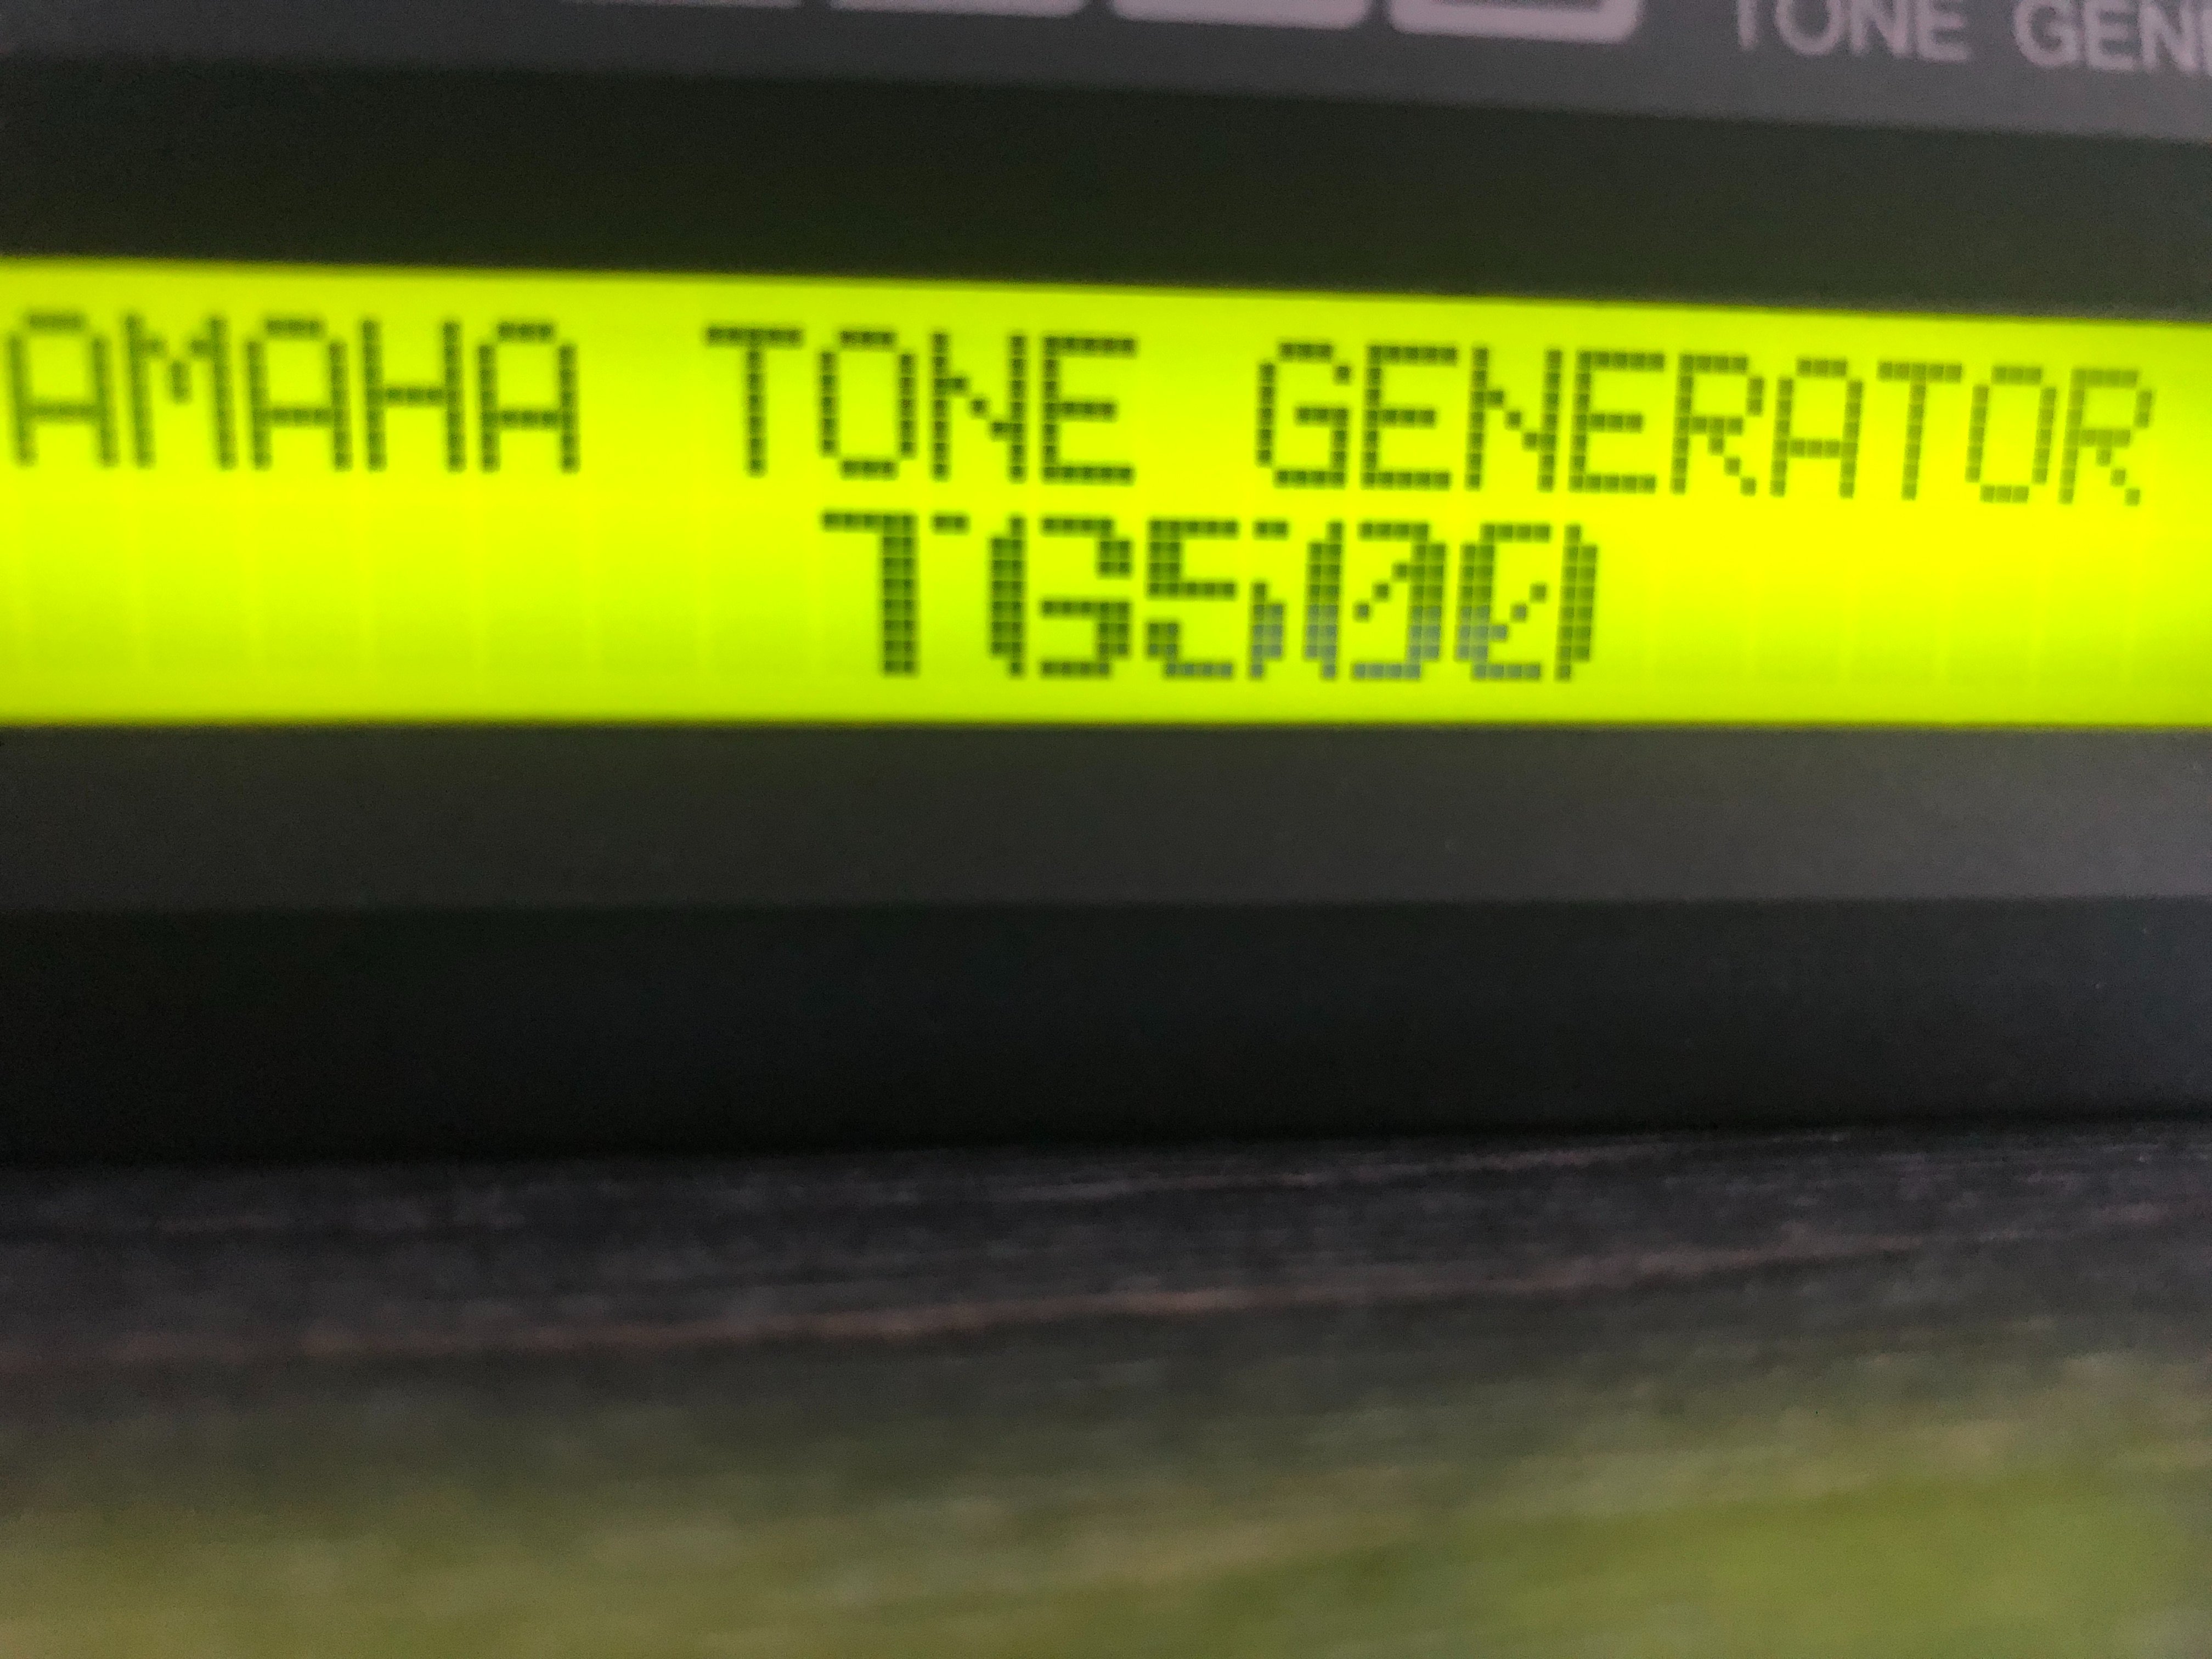 TONE GEN
AMAHA TONE GENERATOR
TG500